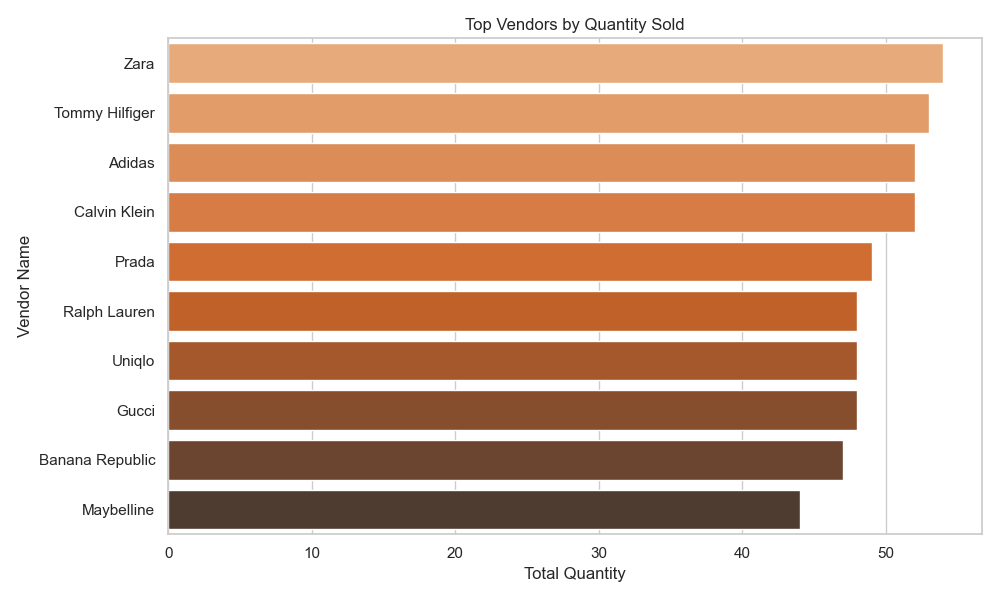 Top Vendors by Quantity Sold
Vendor Name
Zara
Tommy Hilfiger
Adidas
Calvin Klein
Prada
Ralph Lauren
Uniqlo
Gucci
Banana Republic
Maybelline
0 10 20 30 40 50
Total Quantity